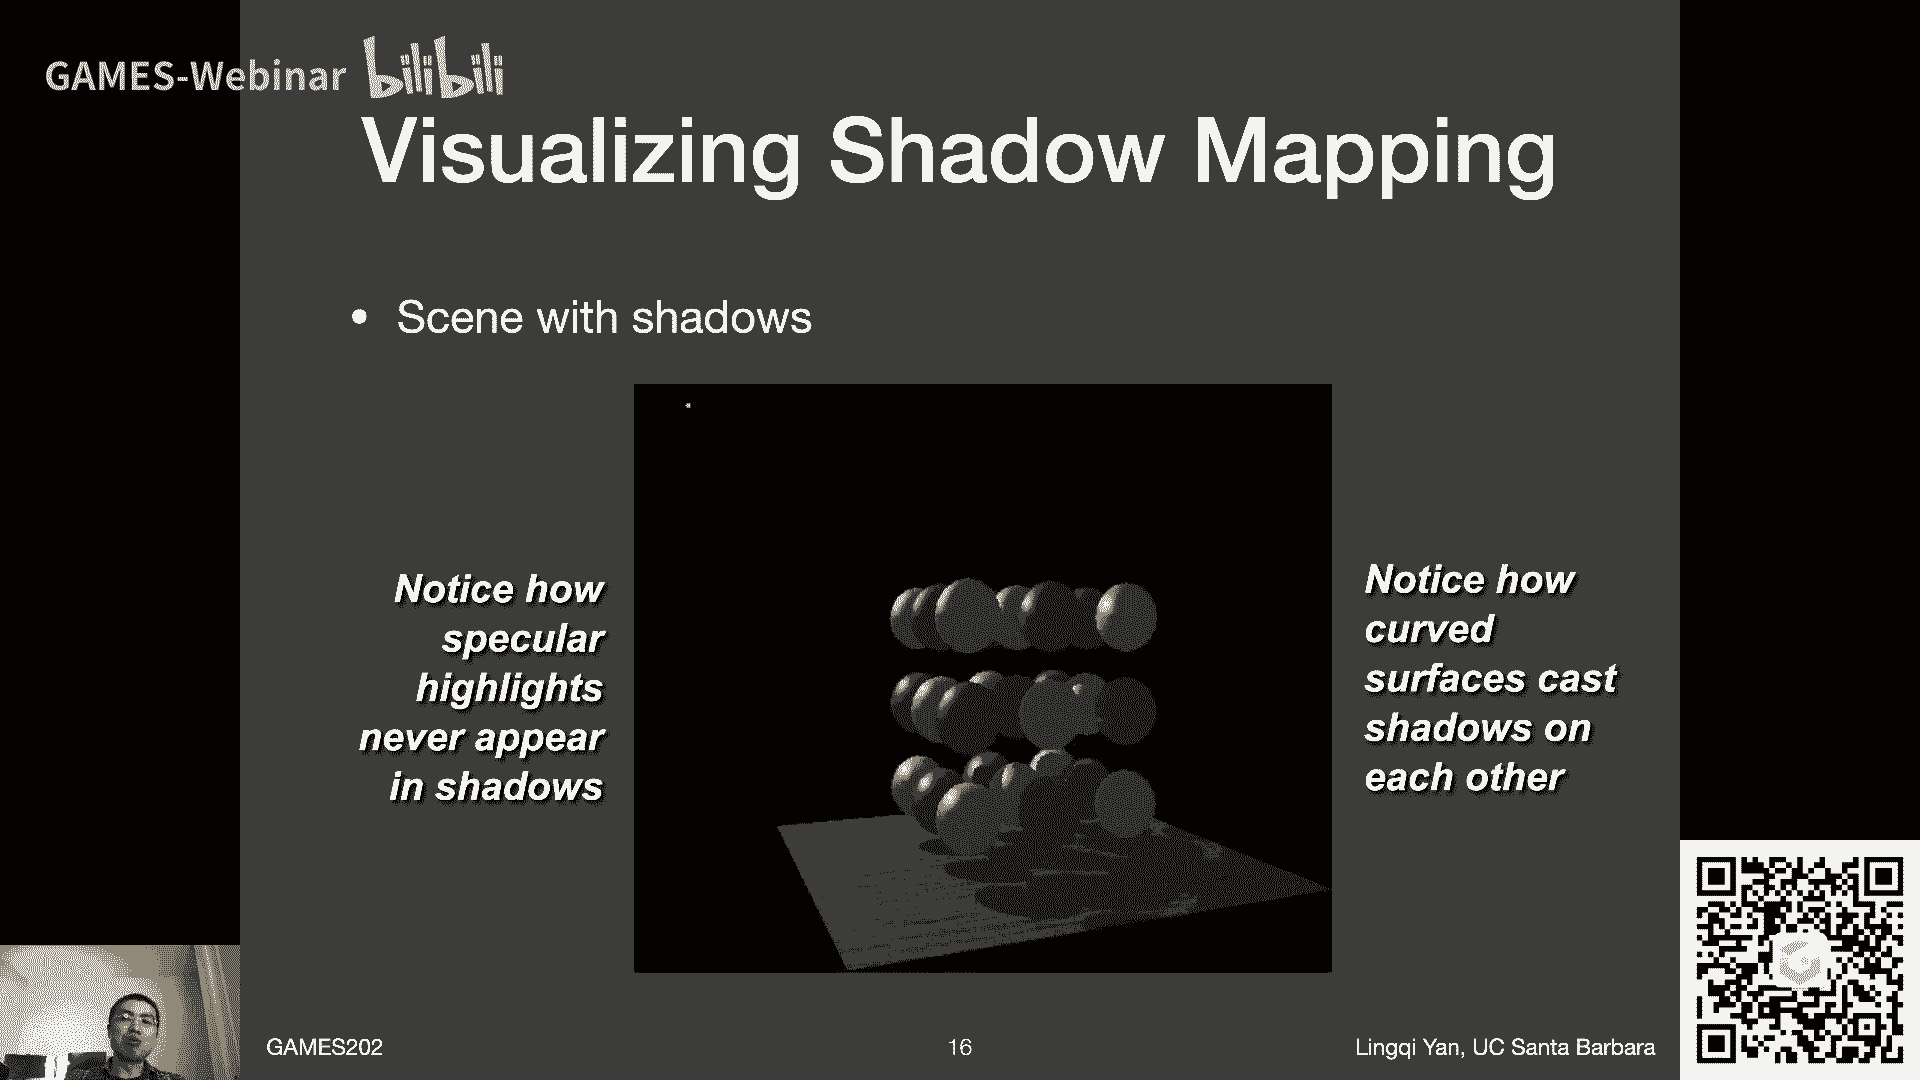 GAMES-Webinar bilibili
Visualizing Shadow Mapping
• Scene with shadows
Notice how
specular
highlights
never appear
in shadows
Notice how
curved
surfaces cast
shadows on
each other
GAMES202
16
Lingqi Yan, UC Santa Barbara